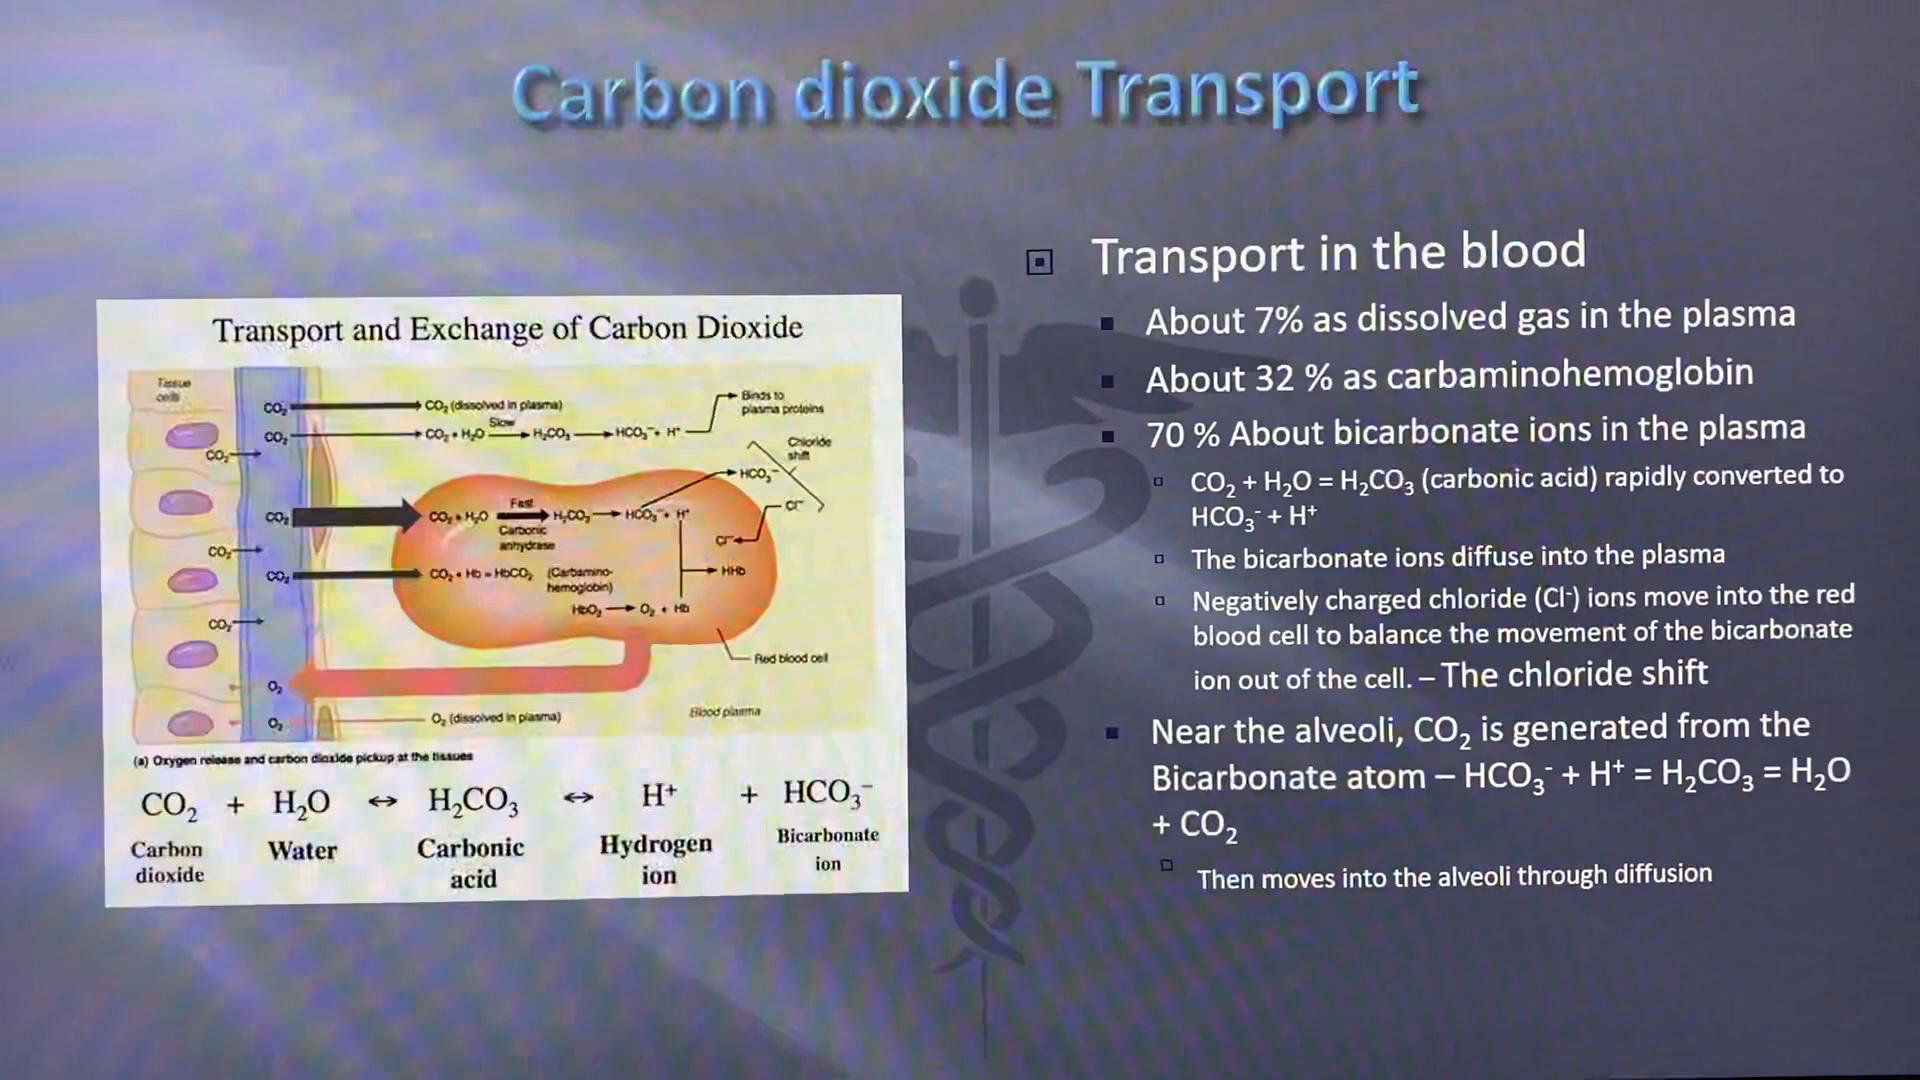 Carbon dioxide Transport
Transport and Exchange of Carbon Dioxide
Tissue
cells
CO₂
CO₂ (dissolved in plasma)
Binds to
plasma proteins
CO₂
CO₂ + H₂O
Slow
H₂CO₃
HCO₃⁻ + H⁺
CO₂
Chloride
shift
HCO₃⁻
Cl⁻
CO₂
CO₂ + H₂O
Fast
Carbonic
anhydrase
H₂CO₃
HCO₃⁻ + H⁺
Cl⁻
CO₂
CO₂
CO₂ + Hb = HbCO₂
(Carbamino-
hemoglobin)
HHb
HbO₂
O₂ + Hb
CO₂
Red blood cell
O₂
O₂
O₂ (dissolved in plasma)
Blood plasma
(a) Oxygen release and carbon dioxide pickup at the tissues
CO₂ + H₂O ↔ H₂CO₃ ↔ H⁺ + HCO₃⁻
Carbon
dioxide
Water
Carbonic
acid
Hydrogen
ion
Bicarbonate
ion
Transport in the blood
About 7% as dissolved gas in the plasma
About 32 % as carbaminohemoglobin
70 % About bicarbonate ions in the plasma
CO₂ + H₂O = H₂CO₃ (carbonic acid) rapidly converted to
HCO₃⁻ + H⁺
The bicarbonate ions diffuse into the plasma
Negatively charged chloride (Cl⁻) ions move into the red
blood cell to balance the movement of the bicarbonate
ion out of the cell. – The chloride shift
Near the alveoli, CO₂ is generated from the
Bicarbonate atom – HCO₃⁻ + H⁺ = H₂CO₃ = H₂O
+ CO₂
Then moves into the alveoli through diffusion